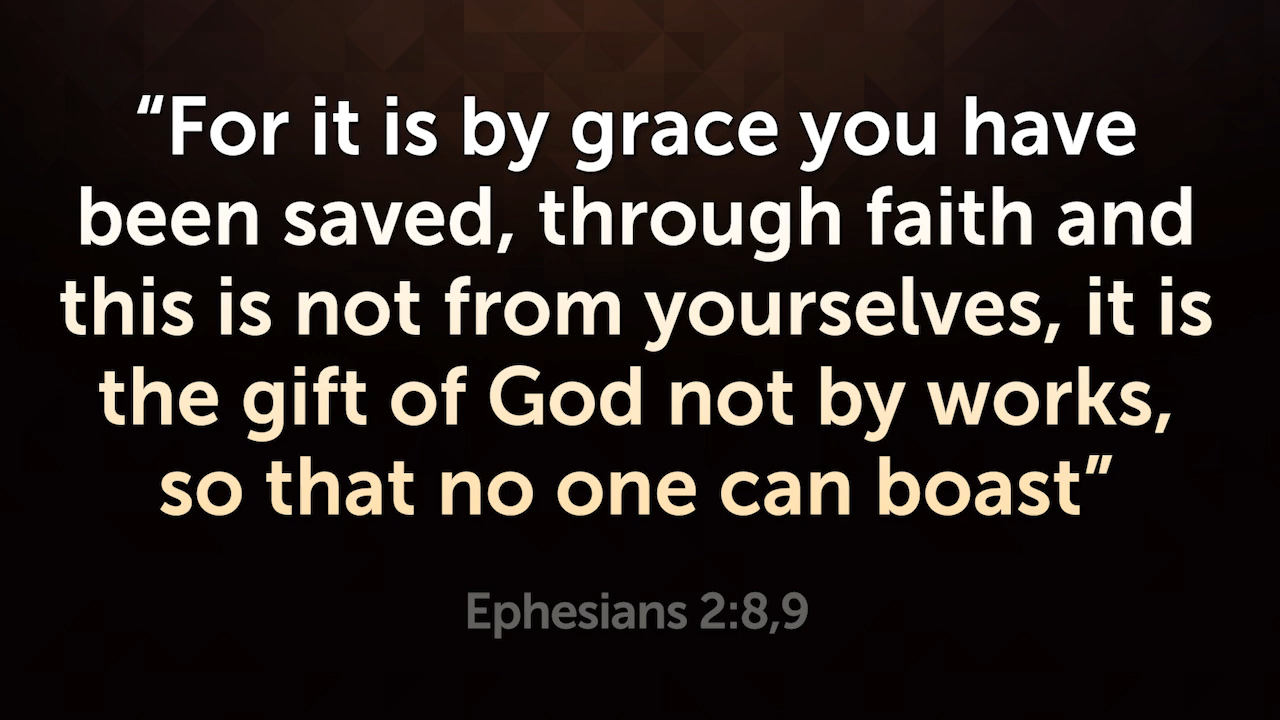 “For it is by grace you have
been saved, through faith and
this is not from yourselves, it is
the gift of God not by works,
so that no one can boast”
Ephesians 2:8,9